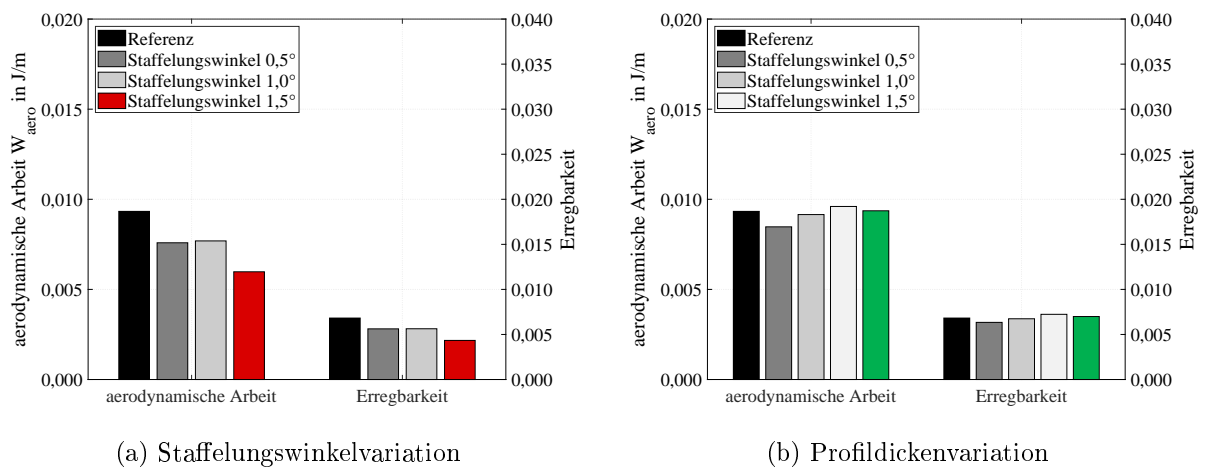 0,020
0,015
0,010
0,005
0,000
aerodynamische Arbeit W_aero in J/m
Referenz
Staffelungswinkel 0,5°
Staffelungswinkel 1,0°
Staffelungswinkel 1,5°
0,040
0,035
0,030
0,025
0,020
0,015
0,010
0,005
0,000
Erregbarkeit
aerodynamische Arbeit
Erregbarkeit
(a) Staffelungswinkelvariation
0,020
0,015
0,010
0,005
0,000
aerodynamische Arbeit W_aero in J/m
Referenz
Staffelungswinkel 0,5°
Staffelungswinkel 1,0°
Staffelungswinkel 1,5°
0,040
0,035
0,030
0,025
0,020
0,015
0,010
0,005
0,000
Erregbarkeit
aerodynamische Arbeit
Erregbarkeit
(b) Profildickenvariation